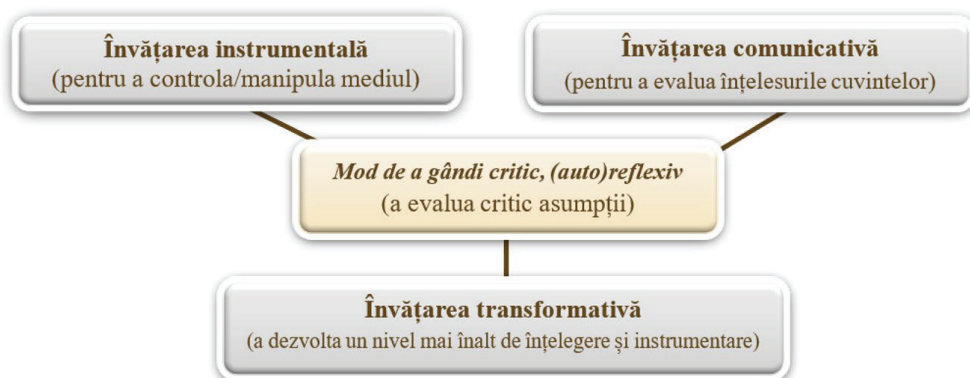 Învățarea instrumentală
(pentru a controla/manipula mediul)
Învățarea comunicativă
(pentru a evalua înțelesurile cuvintelor)
Mod de a gândi critic, (auto)reflexiv
(a evalua critic asumpții)
Învățarea transformativă
(a dezvolta un nivel mai înalt de înțelegere și instrumentare)